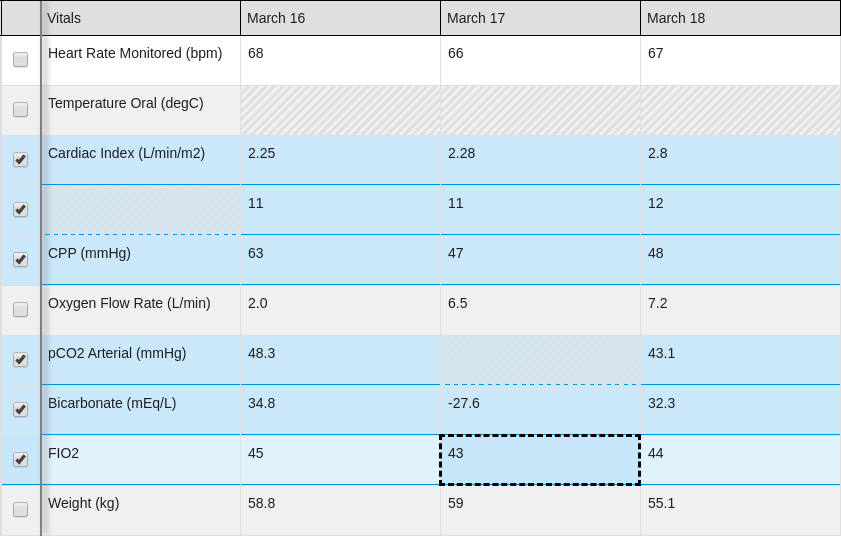 Vitals March 16 March 17 March 18
Heart Rate Monitored (bpm) 68 66 67
Temperature Oral (degC)
Cardiac Index (L/min/m2) 2.25 2.28 2.8
11 11 12
CPP (mmHg) 63 47 48
Oxygen Flow Rate (L/min) 2.0 6.5 7.2
pCO2 Arterial (mmHg) 48.3 43.1
Bicarbonate (mEq/L) 34.8 -27.6 32.3
FIO2 45 43 44
Weight (kg) 58.8 59 55.1